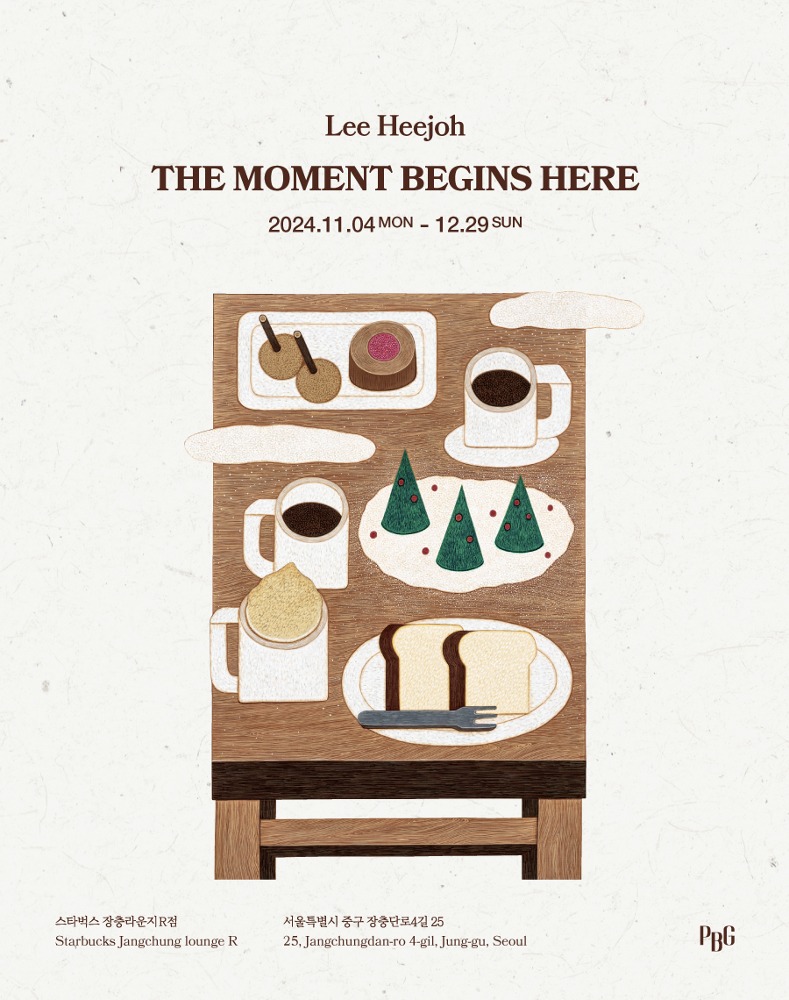 Lee Heejoh
THE MOMENT BEGINS HERE
2024.11.04 MON - 12.29 SUN
스타벅스 장충라운지R점
Starbucks Jangchung lounge R
서울특별시 중구 장충단로4길 25
25, Jangchungdan-ro 4-gil, Jung-gu, Seoul
PBG